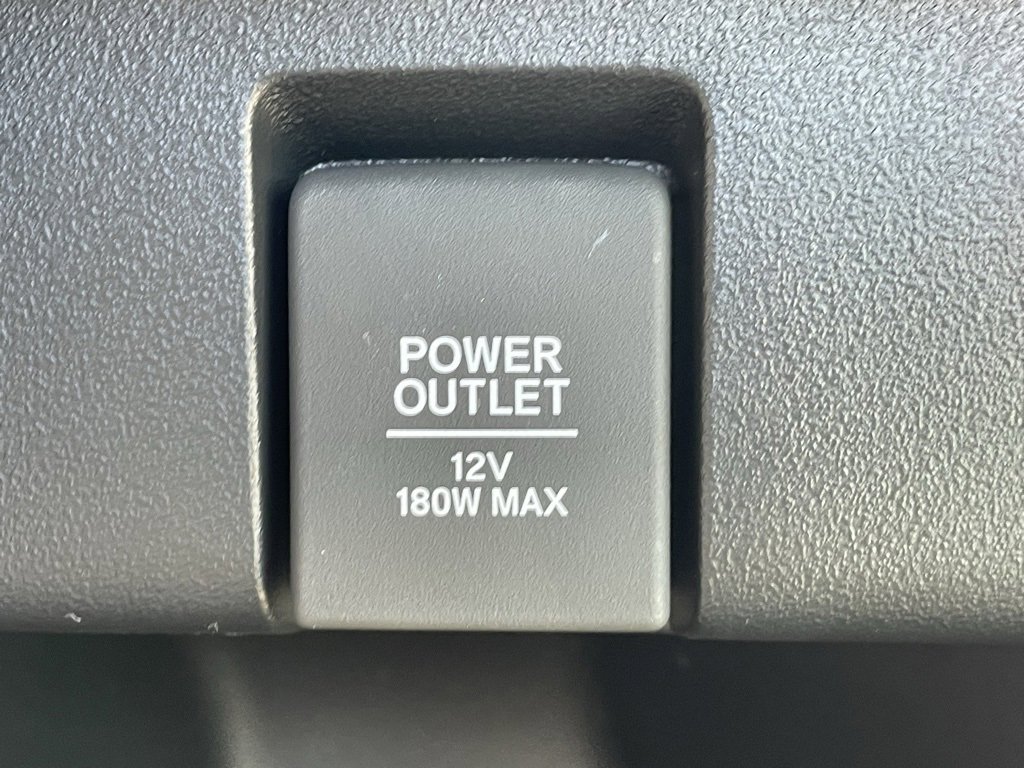 POWER
OUTLET
12V
180W MAX